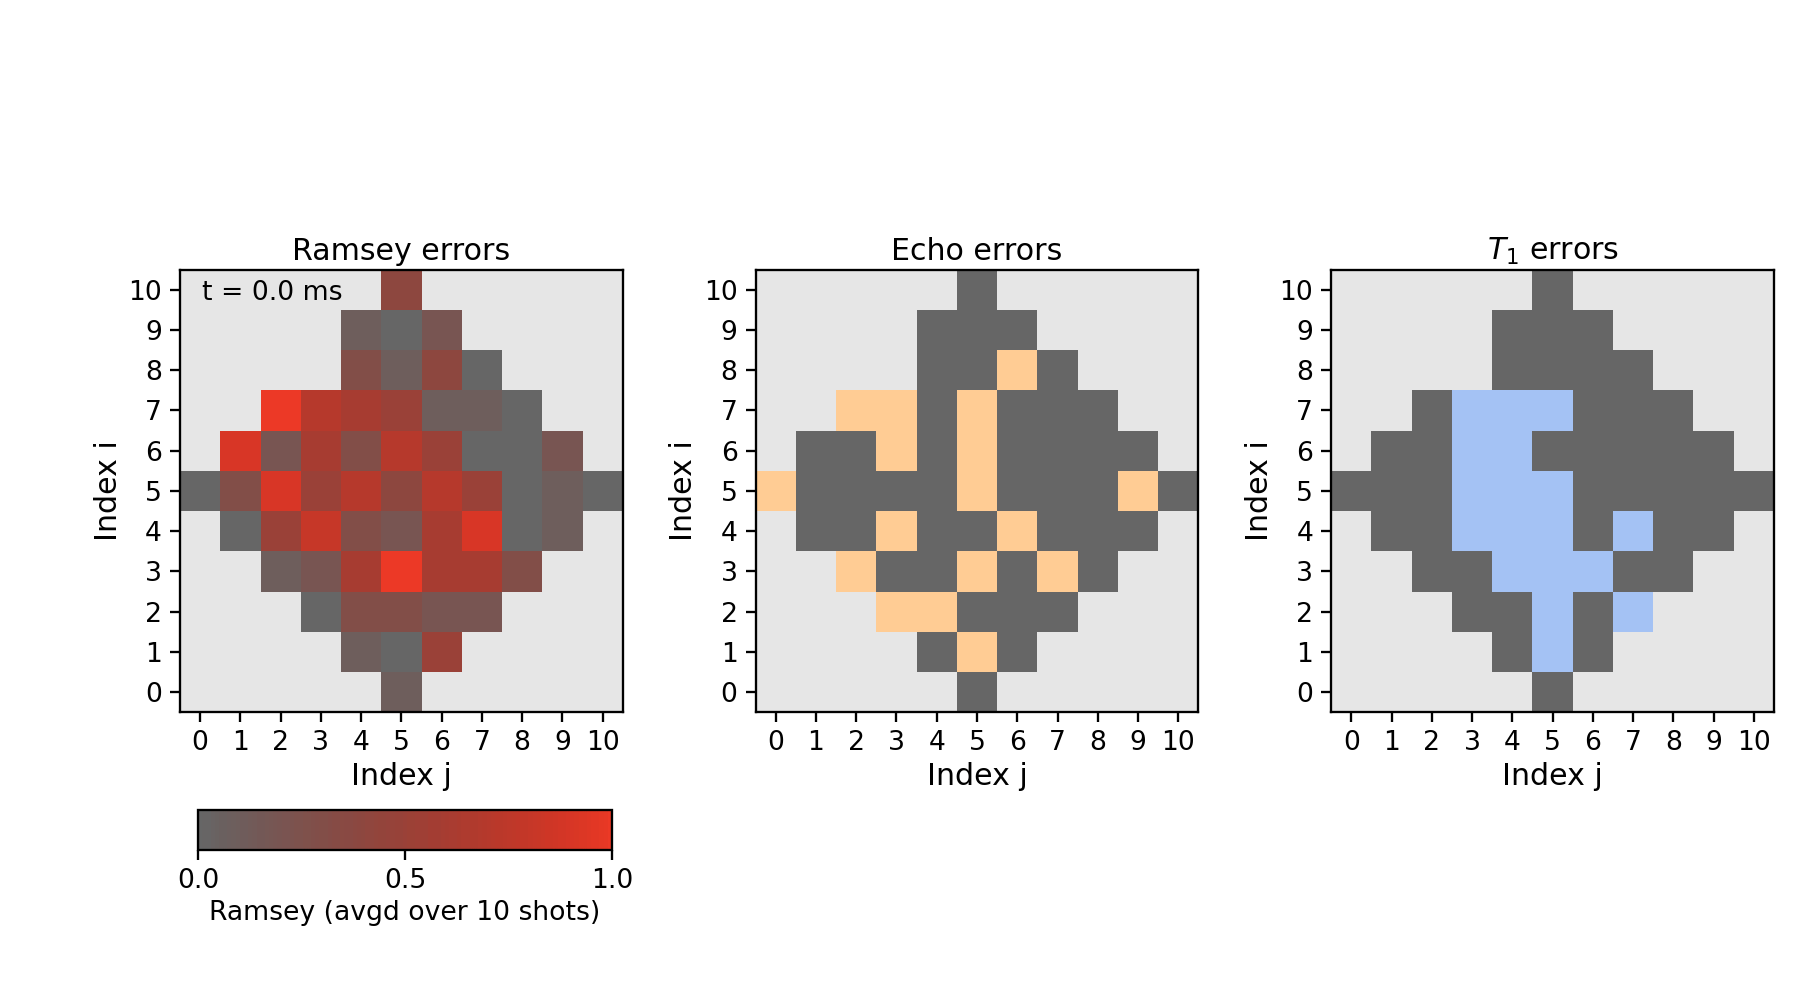 Ramsey errors
t = 0.0 ms
Index i
10
9
8
7
6
5
4
3
2
1
0
0 1 2 3 4 5 6 7 8 9 10
Index j
0.0 0.5 1.0
Ramsey (avgd over 10 shots)
Echo errors
Index i
10
9
8
7
6
5
4
3
2
1
0
0 1 2 3 4 5 6 7 8 9 10
Index j
T₁ errors
Index i
10
9
8
7
6
5
4
3
2
1
0
0 1 2 3 4 5 6 7 8 9 10
Index j